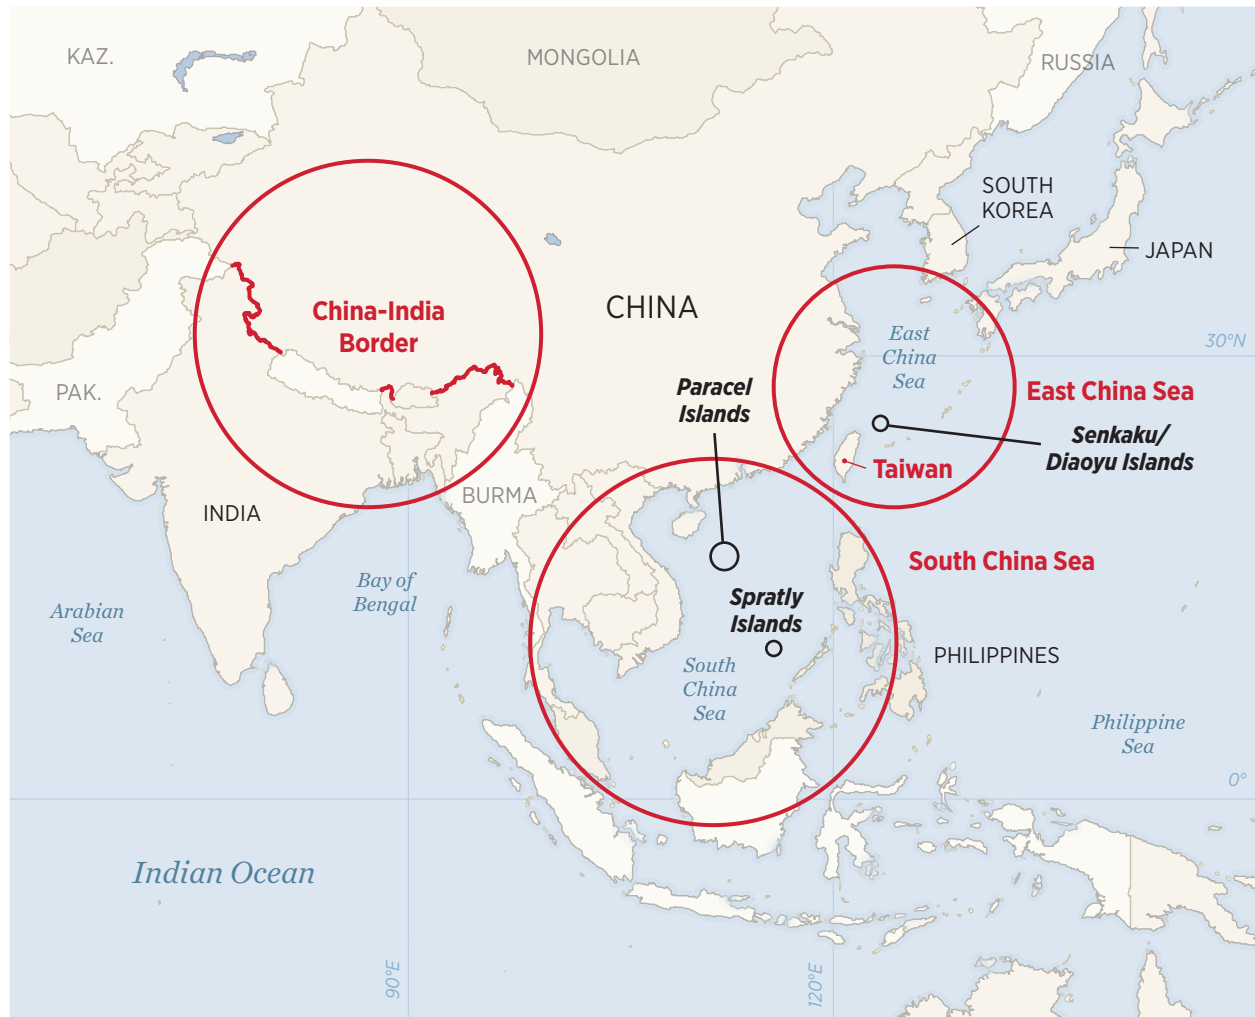 KAZ.
MONGOLIA
RUSSIA
SOUTH
KOREA
JAPAN
China-India
Border
CHINA
East
China
Sea
30°N
PAK.
Paracel
Islands
East China Sea
Senkaku/
Diaoyu Islands
Taiwan
BURMA
INDIA
South China Sea
Bay of
Bengal
Arabian
Sea
Spratly
Islands
PHILIPPINES
South
China
Sea
Philippine
Sea
0°
Indian Ocean
90°E
120°E